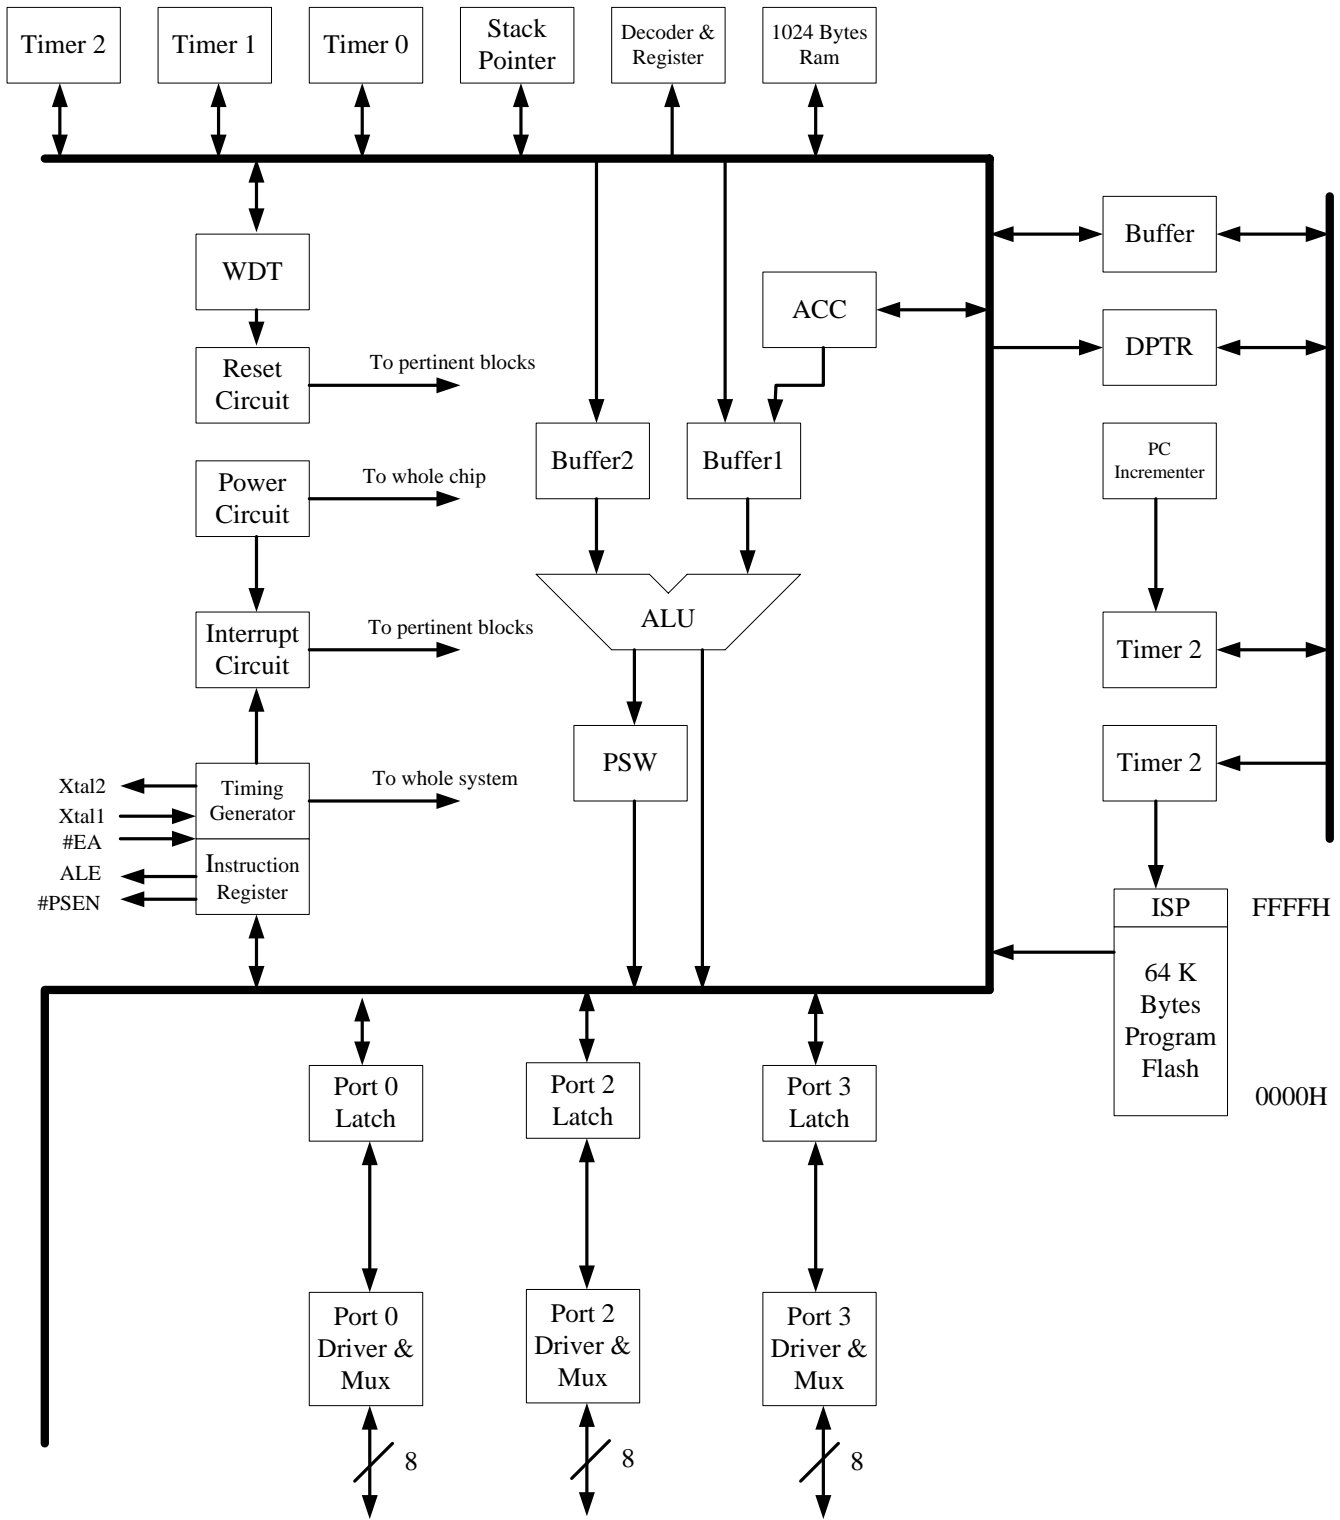 Timer 2
Timer 1
Timer 0
Stack
Pointer
Decoder &
Register
1024 Bytes
Ram
WDT
Buffer
ACC
DPTR
Reset
Circuit
To pertinent blocks
Buffer2
Buffer1
PC
Incrementer
Power
Circuit
To whole chip
Interrupt
Circuit
To pertinent blocks
ALU
Timer 2
PSW
Timer 2
Xtal2
Xtal1
#EA
ALE
#PSEN
Timing
Generator
To whole system
Instruction
Register
ISP
FFFFH
64 K
Bytes
Program
Flash
0000H
Port 0
Latch
Port 2
Latch
Port 3
Latch
Port 0
Driver &
Mux
Port 2
Driver &
Mux
Port 3
Driver &
Mux
8
8
8